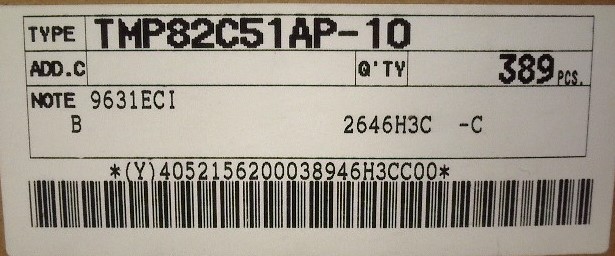 TYPE TMP82C51AP-10
ADD.C Q'TY 389 PCS.
NOTE 9631ECI
B 2646H3C -C
*(Y)4052156200038946H3CC00*